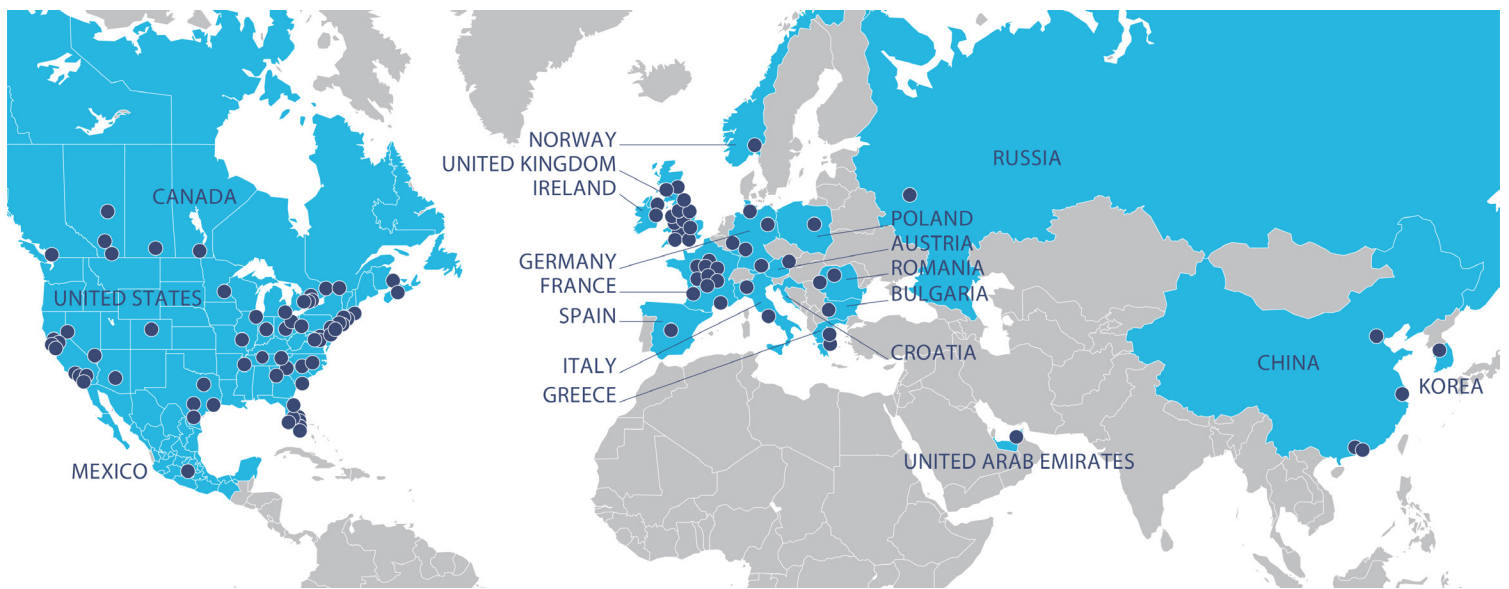 NORWAY
UNITED KINGDOM
IRELAND
RUSSIA
CANADA
POLAND
AUSTRIA
GERMANY
ROMANIA
FRANCE
UNITED STATES
BULGARIA
SPAIN
CROATIA
ITALY
GREECE
CHINA
KOREA
UNITED ARAB EMIRATES
MEXICO